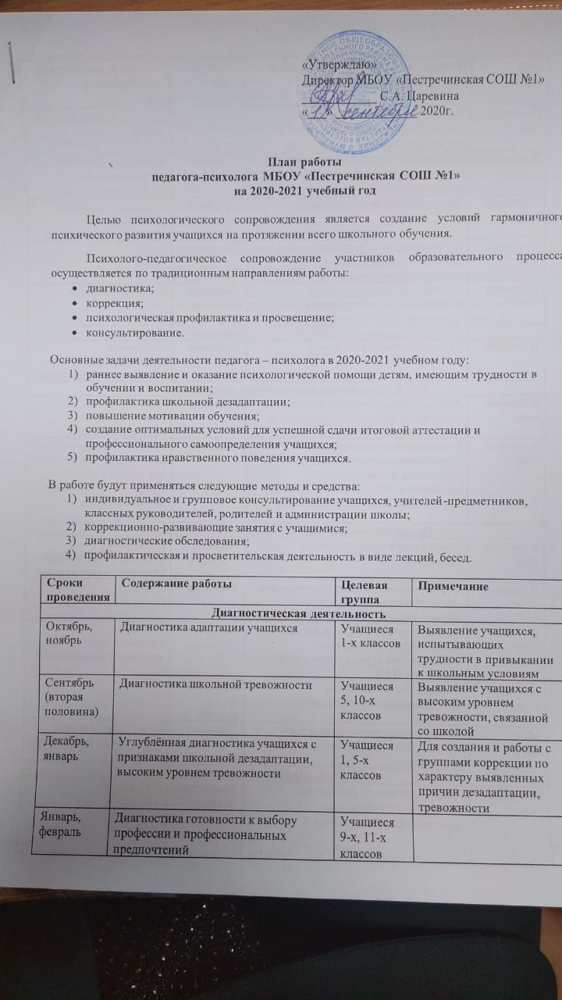 «Утверждаю»
Директор МБОУ «Пестречинская СОШ №1»
С.А. Царевина
« » сентября 2020г.
План работы
педагога-психолога МБОУ «Пестречинская СОШ №1»
на 2020-2021 учебный год
Целью психологического сопровождения является создание условий гармоничного
психического развития учащихся на протяжении всего школьного обучения.
Психолого-педагогическое сопровождение участников образовательного процесса
осуществляется по традиционным направлениям работы:
• диагностика;
• коррекция;
• психологическая профилактика и просвещение;
• консультирование.
Основные задачи деятельности педагога – психолога в 2020-2021 учебном году:
1) раннее выявление и оказание психологической помощи детям, имеющим трудности в
обучении и воспитании;
2) профилактика школьной дезадаптации;
3) повышение мотивации обучения;
4) создание оптимальных условий для успешной сдачи итоговой аттестации и
профессионального самоопределения учащихся;
5) профилактика нравственного поведения учащихся.
В работе будут применяться следующие методы и средства:
1) индивидуальное и групповое консультирование учащихся, учителей-предметников,
классных руководителей, родителей и администрации школы;
2) коррекционно-развивающие занятия с учащимися;
3) диагностические обследования;
4) профилактическая и просветительская деятельность в виде лекций, бесед.
Сроки проведения Содержание работы Целевая группа Примечание
Диагностическая деятельность
Октябрь, Диагностика адаптации учащихся Учащиеся Выявление учащихся,
ноябрь 1-х классов испытывающих
трудности в привыкании
к школьным условиям
Сентябрь Диагностика школьной тревожности Учащиеся Выявление учащихся с
(вторая 5, 10-х высоким уровнем
половина) классов тревожности, связанной
со школой
Декабрь, Углублённая диагностика учащихся с Учащиеся Для создания и работы с
январь признаками школьной дезадаптации, 1, 5-х группами коррекции по
высоким уровнем тревожности классов характеру выявленных
причин дезадаптации,
тревожности
Январь, Диагностика готовности к выбору Учащиеся
февраль профессии и профессиональных 9-х, 11-х
предпочтений классов